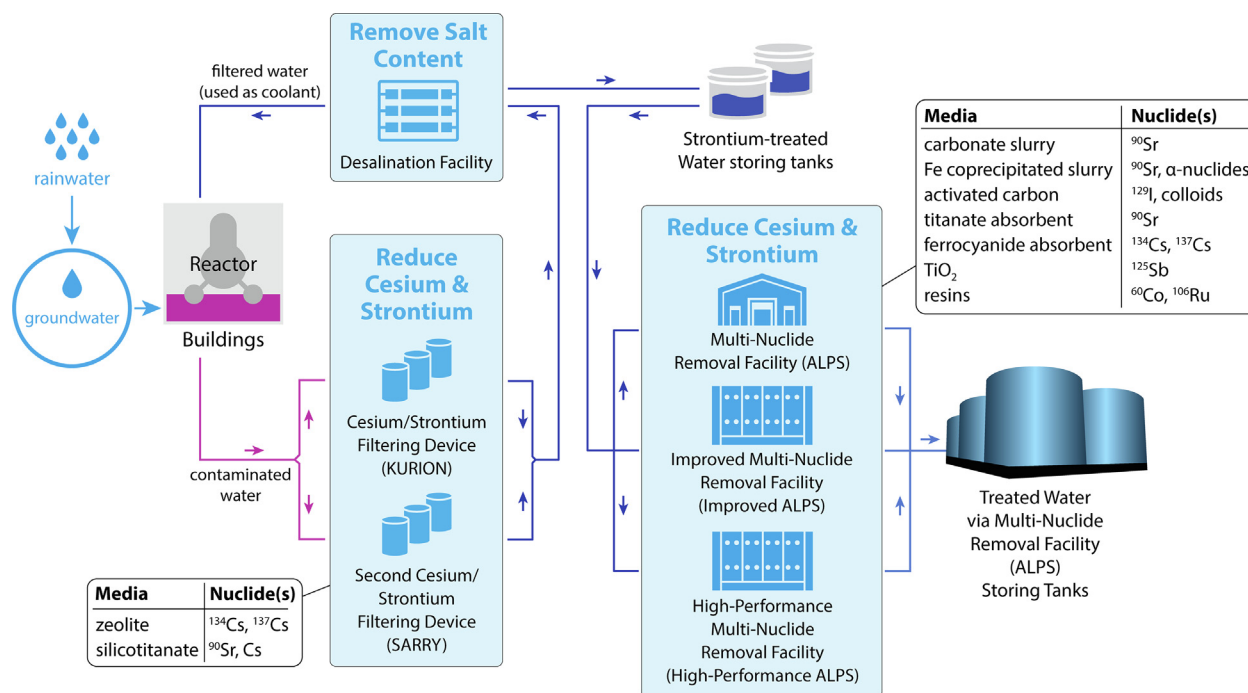 Remove Salt
Content
Desalination Facility
filtered water
(used as coolant)
rainwater
groundwater
Reactor
Buildings
contaminated
water
Reduce
Cesium &
Strontium
Cesium/Strontium
Filtering Device
(KURION)
Second Cesium/
Strontium
Filtering Device
(SARRY)
Media Nuclide(s)
zeolite ¹³⁴Cs, ¹³⁷Cs
silicotitanate ⁹⁰Sr, Cs
Strontium-treated
Water storing tanks
Reduce Cesium &
Strontium
Multi-Nuclide
Removal Facility (ALPS)
Improved Multi-Nuclide
Removal Facility
(Improved ALPS)
High-Performance
Multi-Nuclide
Removal Facility
(High-Performance ALPS)
Media Nuclide(s)
carbonate slurry ⁹⁰Sr
Fe coprecipitated slurry ⁹⁰Sr, α-nuclides
activated carbon ¹²⁹I, colloids
titanate absorbent ⁹⁰Sr
ferrocyanide absorbent ¹³⁴Cs, ¹³⁷Cs
TiO₂ ¹²⁵Sb
resins ⁶⁰Co, ¹⁰⁶Ru
Treated Water
via Multi-Nuclide
Removal Facility
(ALPS)
Storing Tanks